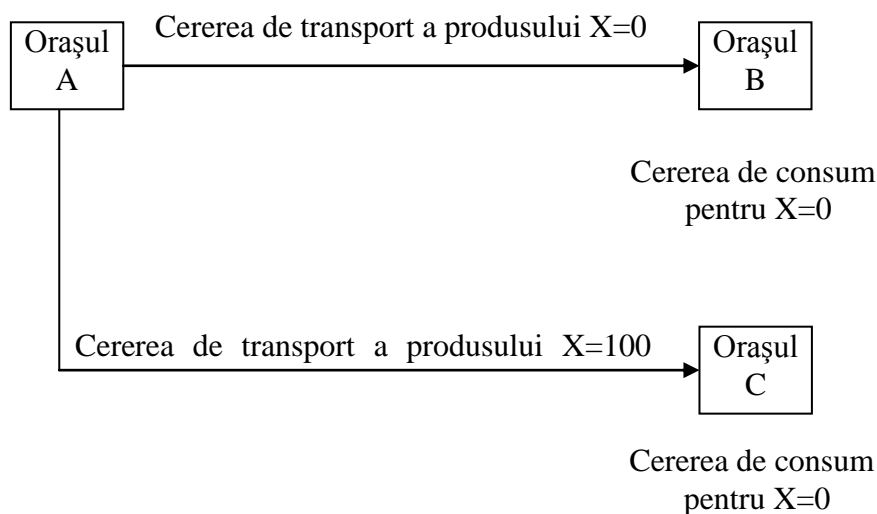 Oraşul
A
Cererea de transport a produsului X=0
Oraşul
B
Cererea de consum
pentru X=0
Cererea de transport a produsului X=100
Oraşul
C
Cererea de consum
pentru X=0